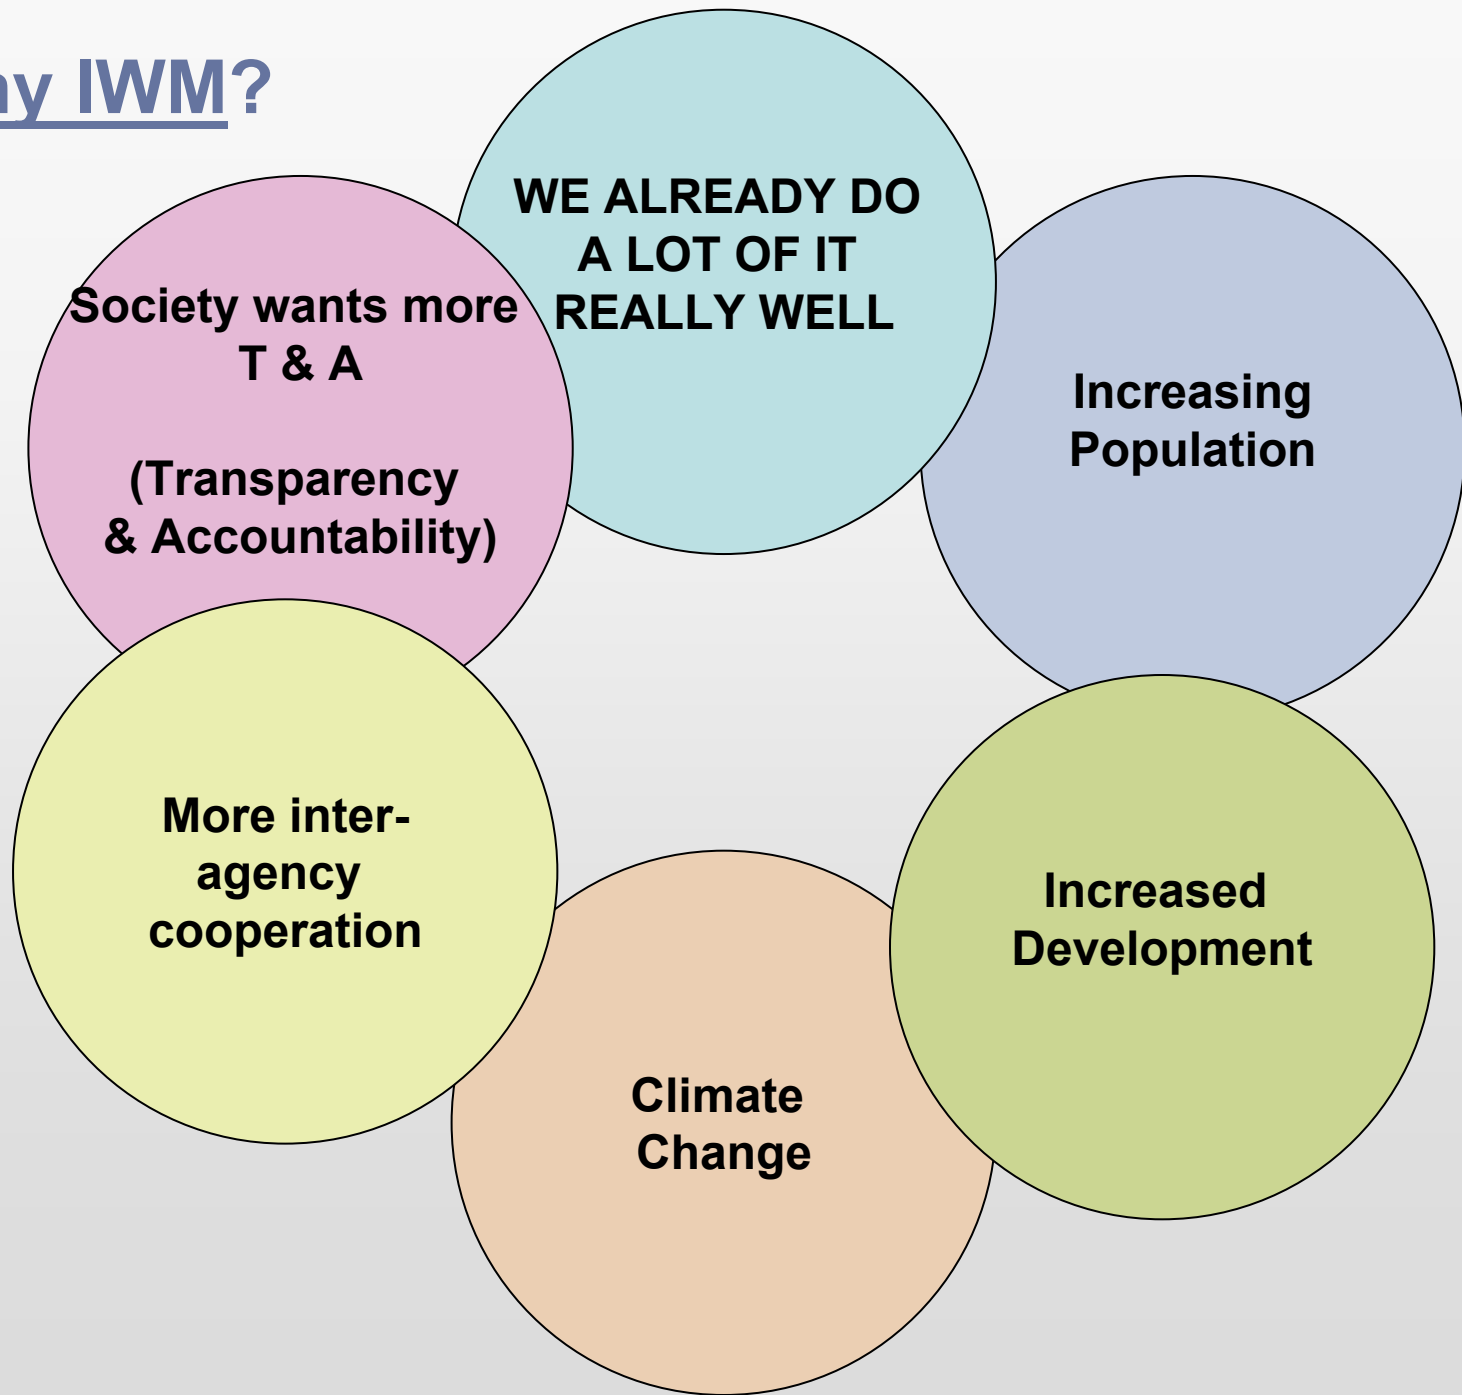 hy IWM?
WE ALREADY DO
A LOT OF IT
REALLY WELL
Society wants more
T & A
(Transparency
& Accountability)
Increasing
Population
More inter-
agency
cooperation
Increased
Development
Climate
Change